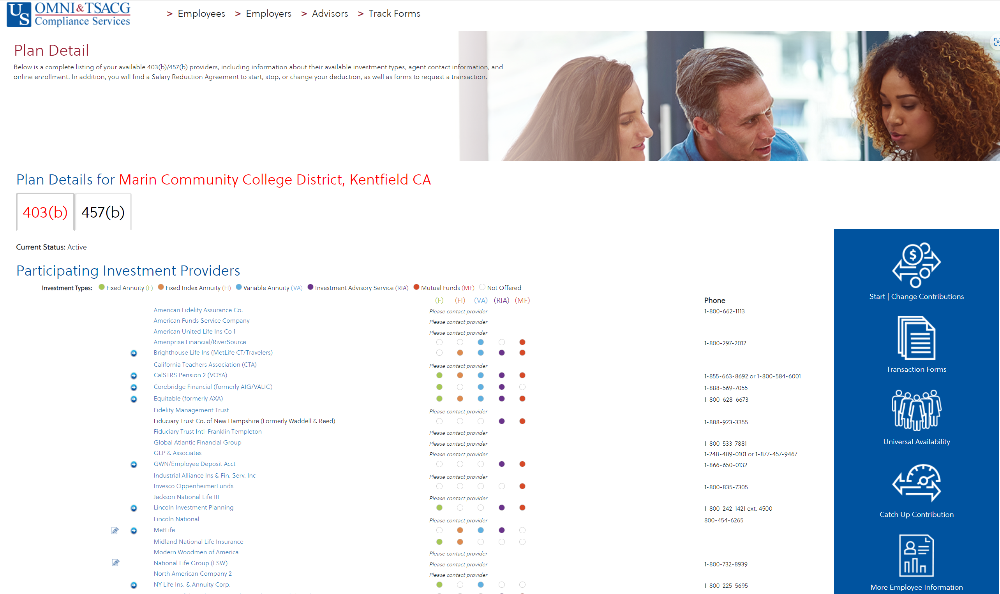 US OMNI&TSACG
Compliance Services
> Employees > Employers > Advisors > Track Forms
Plan Detail
Below is a complete listing of your available 403(b)/457(b) providers, including information about their available investment types, agent contact information, and
online enrollment. In addition, you will find a Salary Reduction Agreement to start, stop, or change your deduction, as well as forms to request a transaction.
Plan Details for Marin Community College District, Kentfield CA
403(b) 457(b)
Current Status: Active
Participating Investment Providers
Investment Types: Fixed Annuity (F) Fixed Index Annuity (FI) Variable Annuity (VA) Investment Advisory Service (RIA) Mutual Funds (MF) Not Offered
(F) (FI) (VA) (RIA) (MF) Phone
American Fidelity Assurance Co. Please contact provider 1-800-662-1113
American Funds Service Company Please contact provider
American United Life Ins Co 1 Please contact provider
Ameriprise Financial/RiverSource 1-800-297-2012
Brighthouse Life Ins (MetLife CT/Travelers)
California Teachers Association (CTA) Please contact provider
CalSTRS Pension 2 (VOYA) 1-855-663-8692 or 1-800-584-6001
Corebridge Financial (formerly AIG/VALIC) 1-888-569-7055
Equitable (formerly AXA) 1-800-628-6673
Fidelity Management Trust Please contact provider
Fiduciary Trust Co. of New Hampshire (Formerly Waddell & Reed) 1-888-923-3355
Fiduciary Trust Intl-Franklin Templeton Please contact provider
Global Atlantic Financial Group Please contact provider 1-800-533-7881
GLP & Associates Please contact provider 1-248-489-0101 or 1-877-457-9467
GWN/Employee Deposit Acct 1-866-650-0132
Industrial Alliance Ins & Fin. Serv. Inc Please contact provider
Invesco OppenheimerFunds 1-800-835-7305
Jackson National Life III Please contact provider
Lincoln Investment Planning 1-800-242-1421 ext. 4500
Lincoln National Please contact provider 800-454-6265
MetLife
Midland National Life Insurance
Modern Woodmen of America Please contact provider
National Life Group (LSW) Please contact provider 1-800-732-8939
North American Company 2 Please contact provider
NY Life Ins. & Annuity Corp. 1-800-225-5695
$
Start | Change Contributions
Transaction Forms
Universal Availability
Catch Up Contribution
More Employee Information